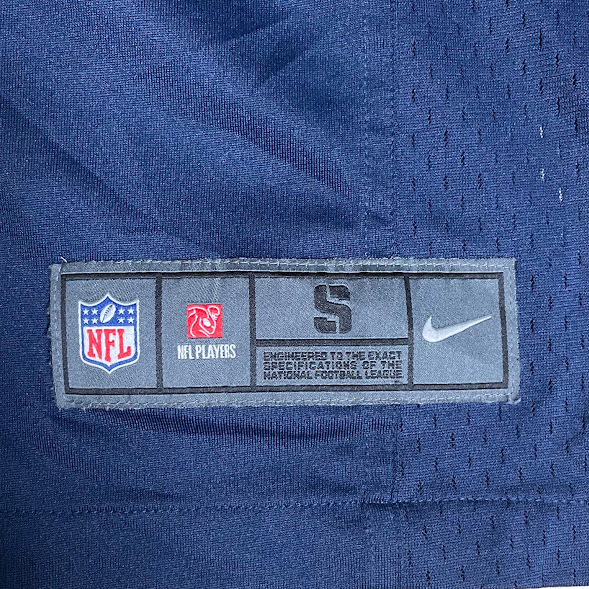 NFL
NFL PLAYERS
S
ENGINEERED TO THE EXACT
SPECIFICATIONS OF THE
NATIONAL FOOTBALL LEAGUE